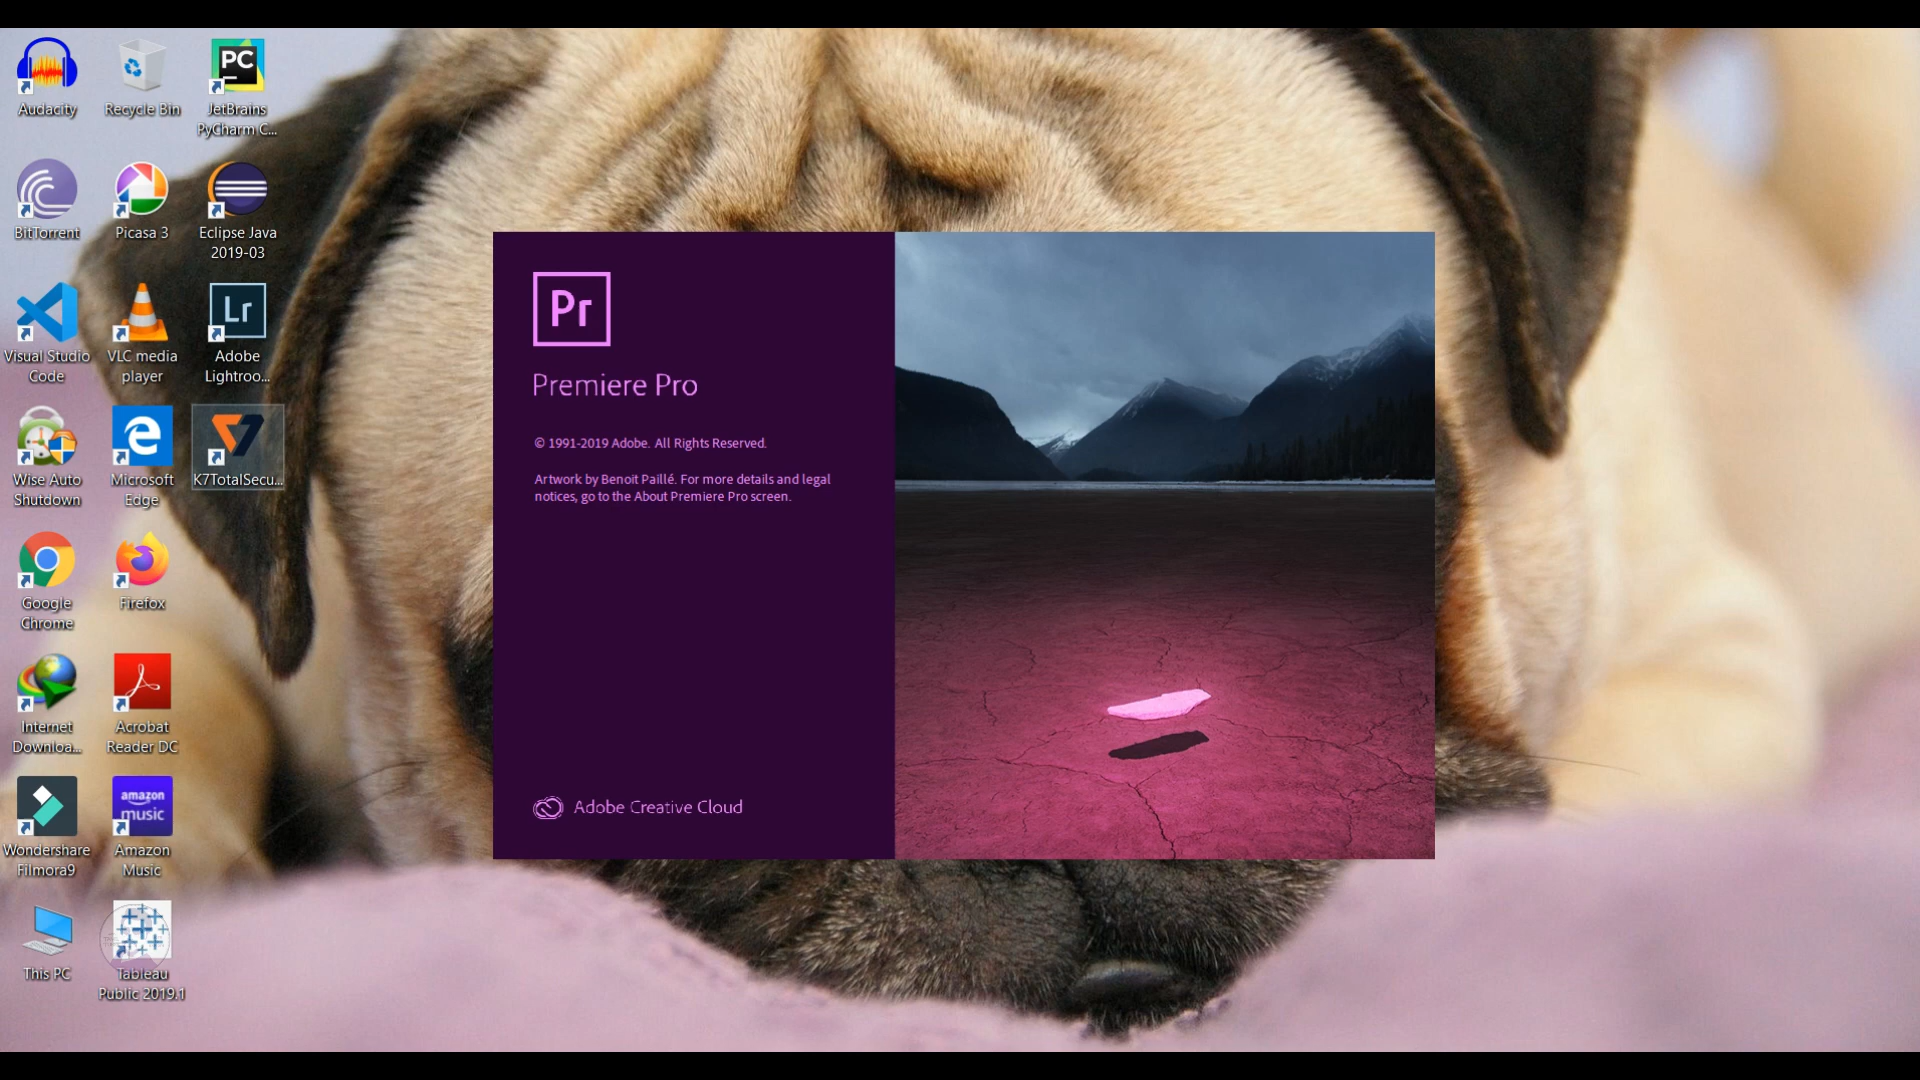 Audacity
Recycle Bin
PC
JetBrains
PyCharm C...
BitTorrent
Picasa 3
Eclipse Java
2019-03
Visual Studio
Code
VLC media
player
Lr
Adobe
Lightroo...
Wise Auto
Shutdown
Microsoft
Edge
K7TotalSecu...
Google
Chrome
Firefox
Internet
Downloa...
Acrobat
Reader DC
Wondershare
Filmora9
amazon
music
Amazon
Music
This PC
Tableau
Public 2019.1
Pr
Premiere Pro
© 1991-2019 Adobe. All Rights Reserved.
Artwork by Benoit Paillé. For more details and legal
notices, go to the About Premiere Pro screen.
Adobe Creative Cloud